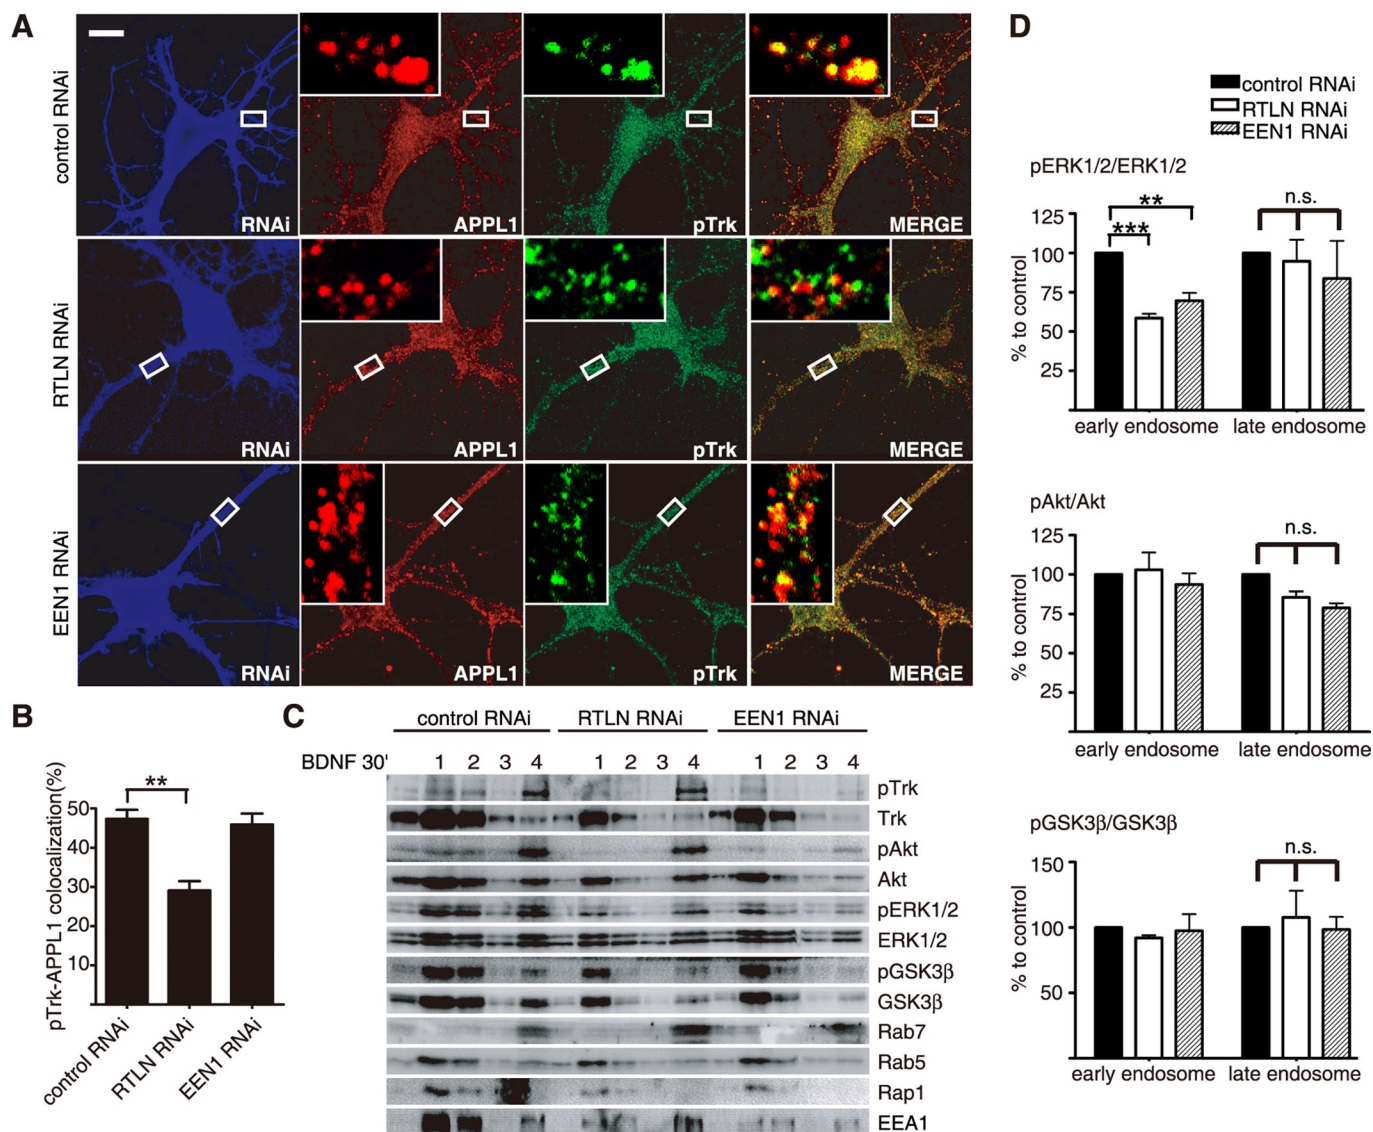 A
control RNAi
RNAi
APPL1
pTrk
MERGE
RTLN RNAi
RNAi
APPL1
pTrk
MERGE
EEN1 RNAi
RNAi
APPL1
pTrk
MERGE
B
pTrk-APPL1 colocalization(%)
50
40
30
20
10
**
control RNAi
RTLN RNAi
EEN1 RNAi
C
control RNAi RTLN RNAi EEN1 RNAi
BDNF 30' 1 2 3 4 1 2 3 4 1 2 3 4
pTrk
Trk
pAkt
Akt
pERK1/2
ERK1/2
pGSK3β
GSK3β
Rab7
Rab5
Rap1
EEA1
D
control RNAi
RTLN RNAi
EEN1 RNAi
pERK1/2/ERK1/2
% to control
125
100
75
50
25
**
***
n.s.
early endosome late endosome
pAkt/Akt
% to control
125
100
75
50
25
n.s.
early endosome late endosome
pGSK3β/GSK3β
% to control
150
100
50
n.s.
early endosome late endosome